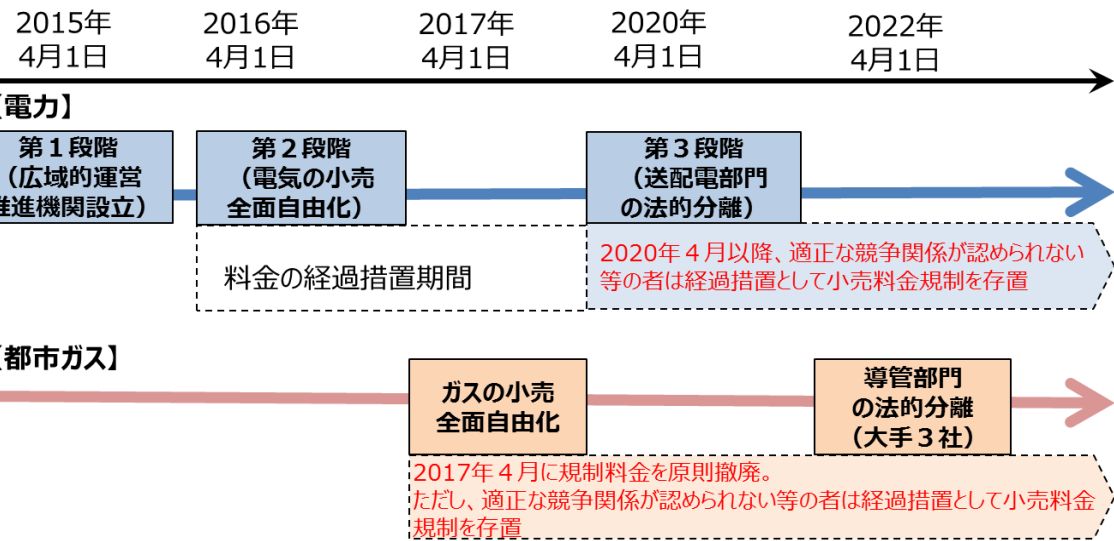 2015年
4月1日
2016年
4月1日
2017年
4月1日
2020年
4月1日
2022年
4月1日
【電力】
第１段階
（広域的運営
推進機関設立）
第２段階
（電気の小売
全面自由化）
第３段階
（送配電部門
の法的分離）
料金の経過措置期間
2020年４月以降、適正な競争関係が認められない
等の者は経過措置として小売料金規制を存置
【都市ガス】
ガスの小売
全面自由化
導管部門
の法的分離
（大手３社）
2017年４月に規制料金を原則撤廃。
ただし、適正な競争関係が認められない等の者は経過措置として小売料金
規制を存置